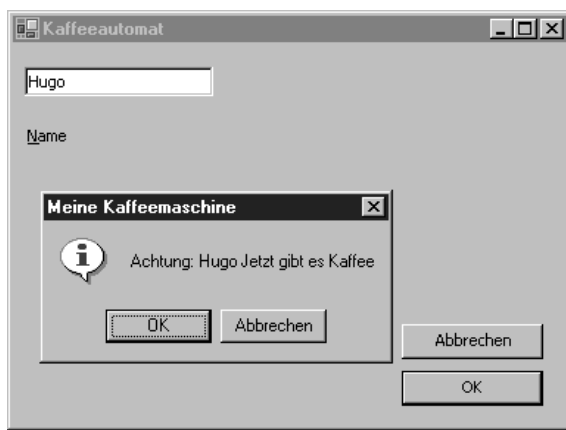 Kaffeeautomat
Hugo
Name
Meine Kaffeemaschine
Achtung: Hugo Jetzt gibt es Kaffee
OK Abbrechen
Abbrechen
OK